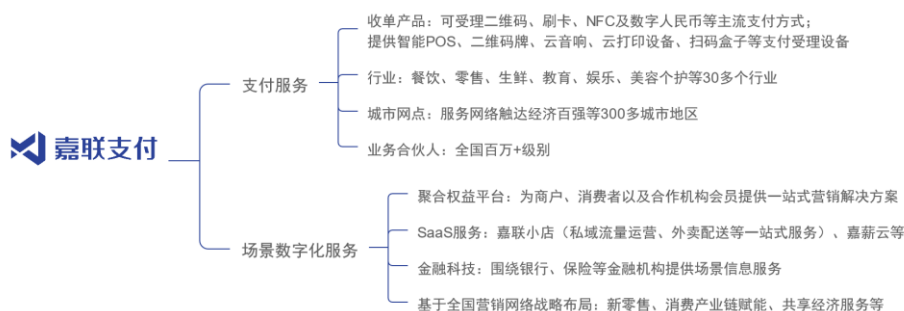 嘉联支付
支付服务
收单产品：可受理二维码、刷卡、NFC及数字人民币等主流支付方式；
提供智能POS、二维码牌、云音响、云打印设备、扫码盒子等支付受理设备
行业：餐饮、零售、生鲜、教育、娱乐、美容个护等30多个行业
城市网点：服务网络触达经济百强等300多城市地区
业务合伙人：全国百万+级别
场景数字化服务
聚合权益平台：为商户、消费者以及合作机构会员提供一站式营销解决方案
SaaS服务：嘉联小店（私域流量运营、外卖配送等一站式服务）、嘉薪云等
金融科技：围绕银行、保险等金融机构提供场景信息服务
基于全国营销网络战略布局：新零售、消费产业链赋能、共享经济服务等